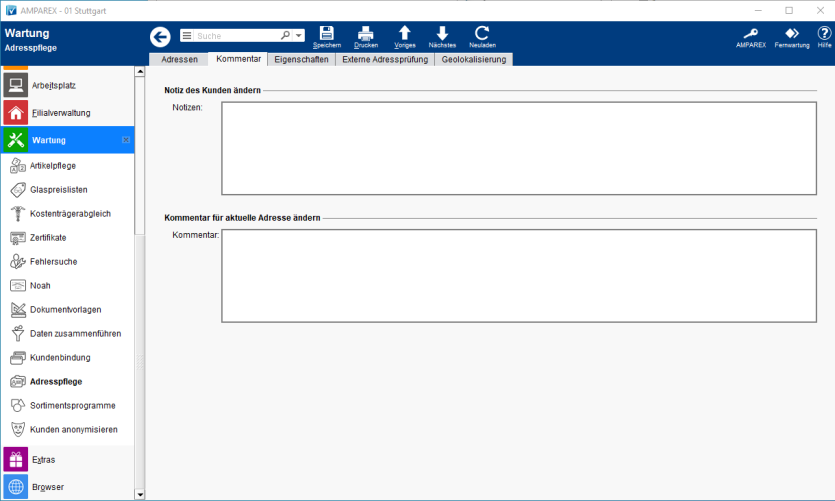 AMPAREX - 01 Stuttgart
Wartung
Adresspflege
Suche
Speichern
Drucken
Voriges
Nächstes
Neuladen
AMPAREX
Fernwartung
Hilfe
Adressen
Kommentar
Eigenschaften
Externe Adressprüfung
Geolokalisierung
Arbeitsplatz
Filialverwaltung
Wartung
Artikelpflege
Glaspreislisten
Kostenträgerabgleich
Zertifikate
Fehlersuche
Noah
Dokumentvorlagen
Daten zusammenführen
Kundenbindung
Adresspflege
Sortimentsprogramme
Kunden anonymisieren
Extras
Browser
Notiz des Kunden ändern
Notizen:
Kommentar für aktuelle Adresse ändern
Kommentar: